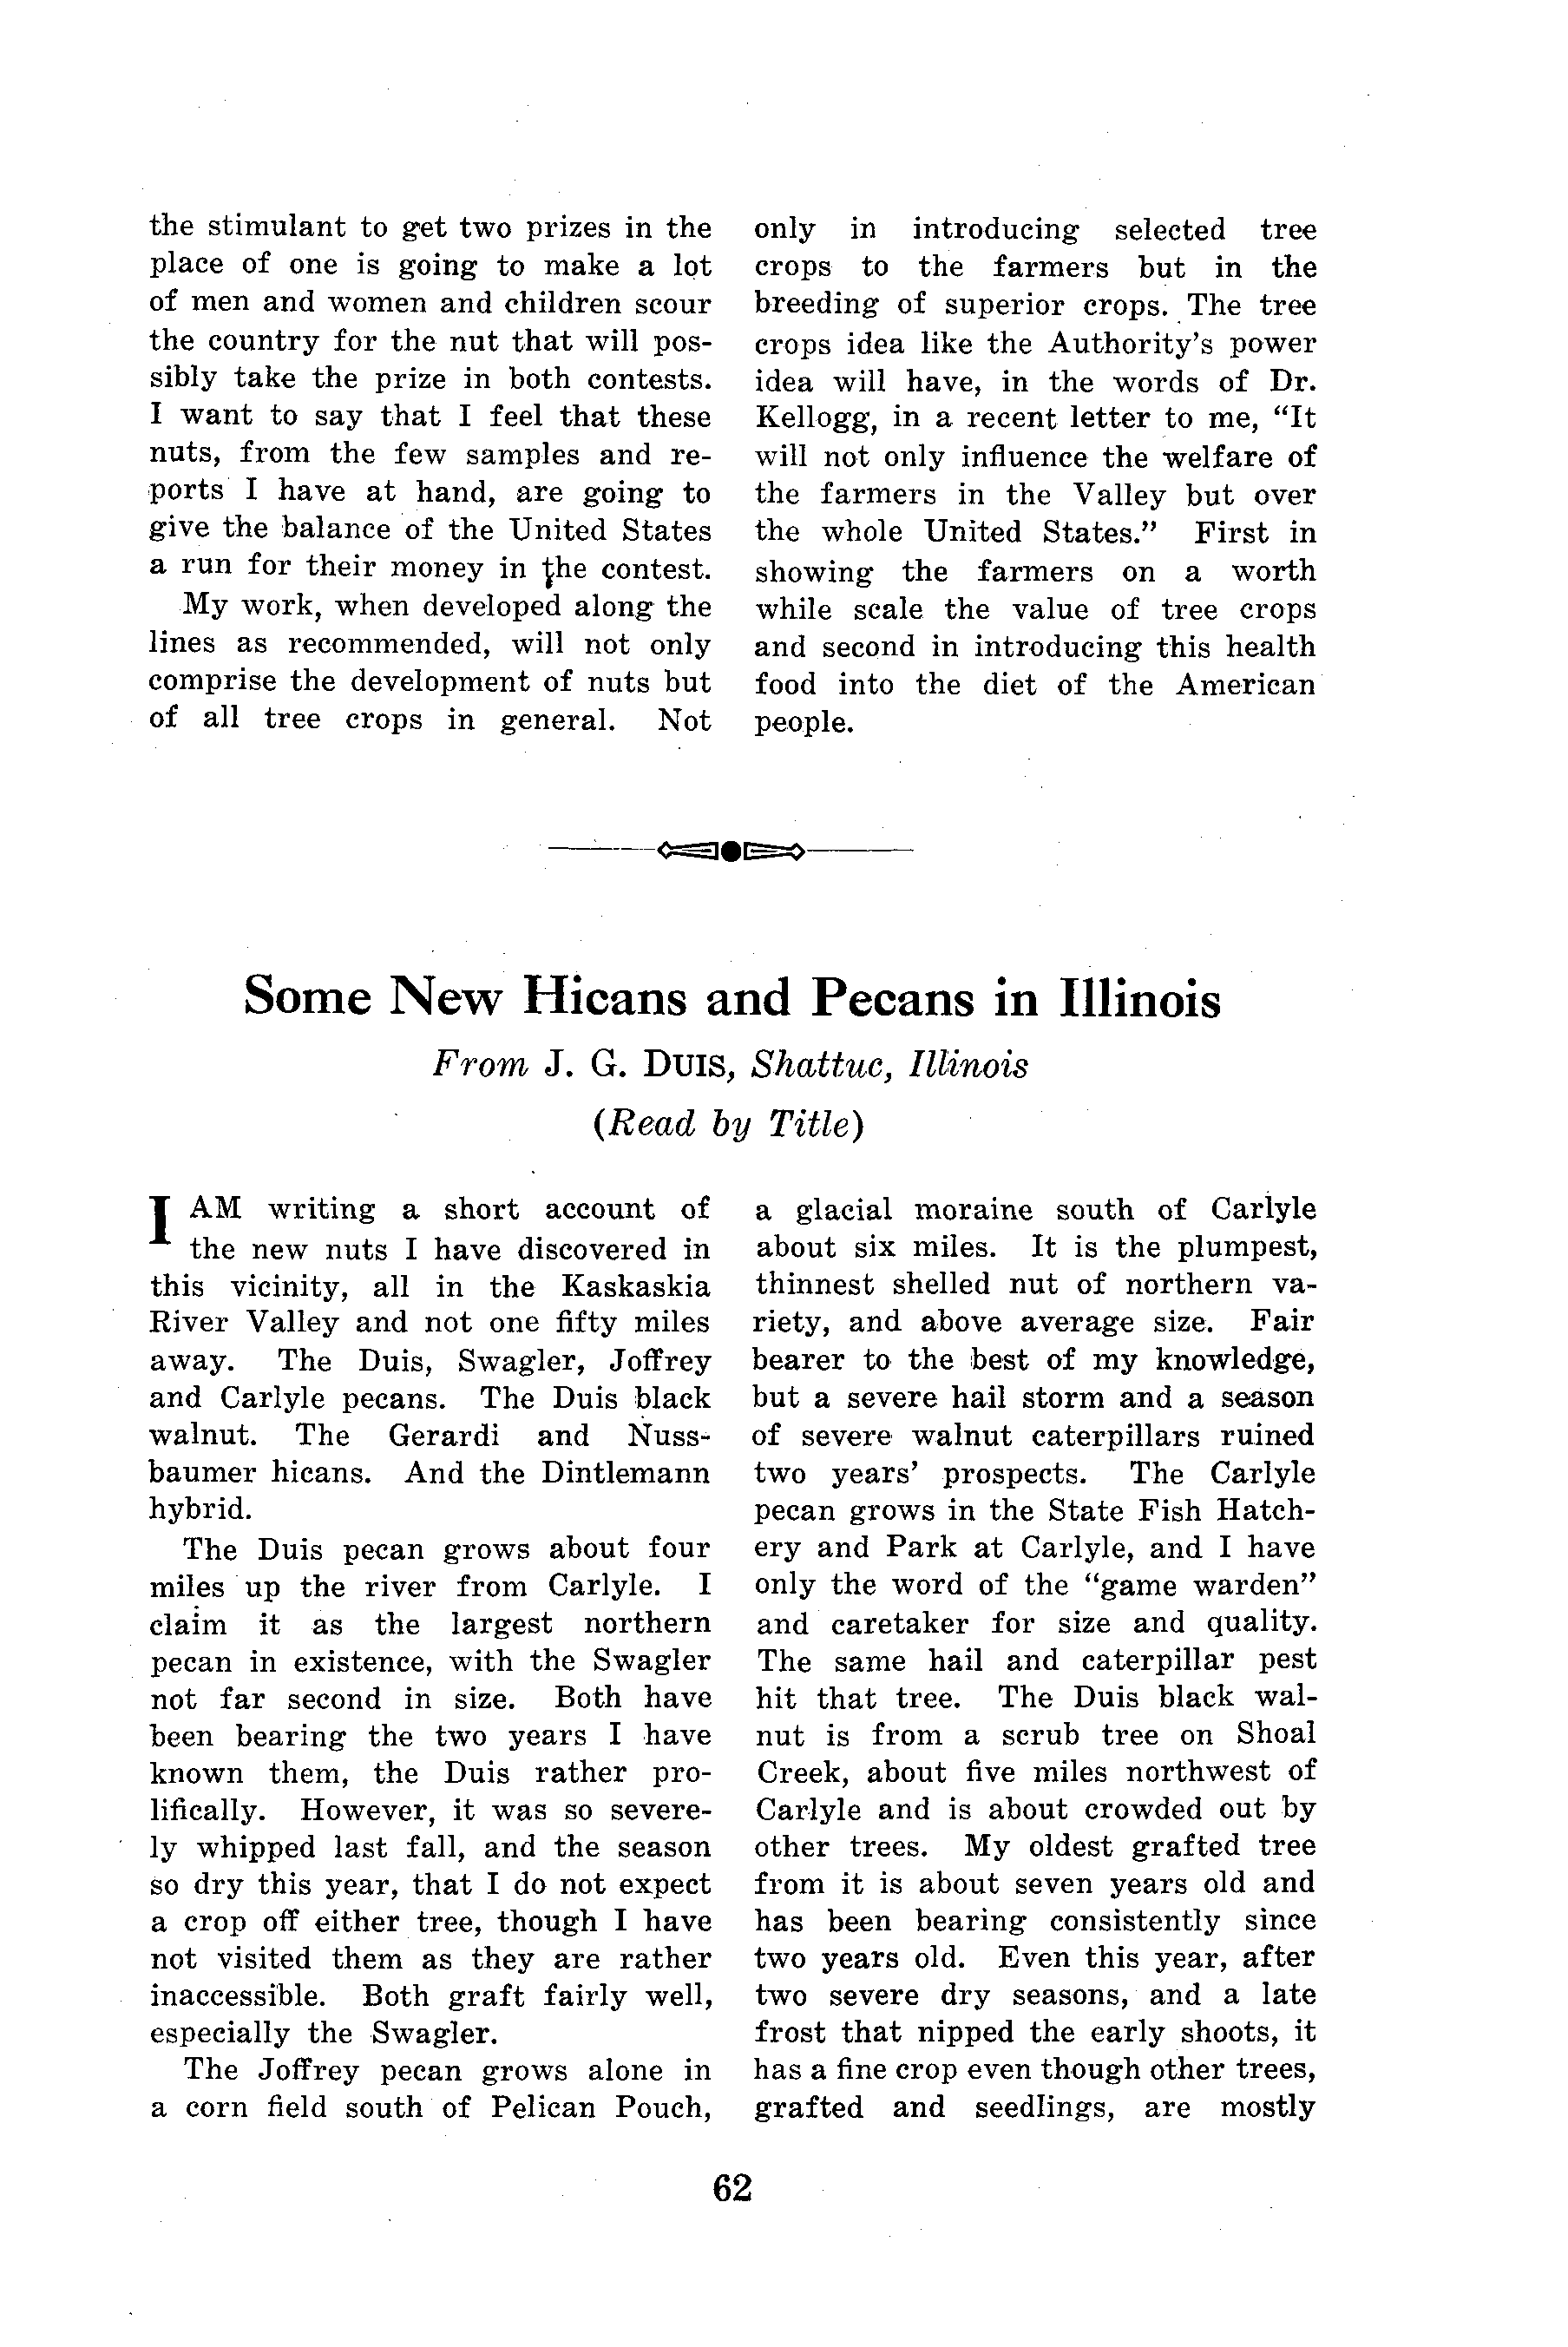 the stimulant to get two prizes in the
place of one is going to make a lot
of men and women and children scour
the country for the nut that will pos-
sibly take the prize in both contests.
I want to say that I feel that these
nuts, from the few samples and re-
ports I have at hand, are going to
give the balance of the United States
a run for their money in the contest.
My work, when developed along the
lines as recommended, will not only
comprise the development of nuts but
of all tree crops in general. Not
only in introducing selected tree
crops to the farmers but in the
breeding of superior crops. The tree
crops idea like the Authority's power
idea will have, in the words of Dr.
Kellogg, in a recent letter to me, “It
will not only influence the welfare of
the farmers in the Valley but over
the whole United States.” First in
showing the farmers on a worth
while scale the value of tree crops
and second in introducing this health
food into the diet of the American
people.
Some New Hicans and Pecans in Illinois
From J. G. DUIS, Shattuc, Illinois
(Read by Title)
I AM writing a short account of
the new nuts I have discovered in
this vicinity, all in the Kaskaskia
River Valley and not one fifty miles
away. The Duis, Swagler, Joffrey
and Carlyle pecans. The Duis black
walnut. The Gerardi and Nuss-
baumer hicans. And the Dintlemann
hybrid.
The Duis pecan grows about four
miles up the river from Carlyle. I
claim it as the largest northern
pecan in existence, with the Swagler
not far second in size. Both have
been bearing the two years I have
known them, the Duis rather pro-
lifically. However, it was so severe-
ly whipped last fall, and the season
so dry this year, that I do not expect
a crop off either tree, though I have
not visited them as they are rather
inaccessible. Both graft fairly well,
especially the Swagler.
The Joffrey pecan grows alone in
a corn field south of Pelican Pouch,
a glacial moraine south of Carlyle
about six miles. It is the plumpest,
thinnest shelled nut of northern va-
riety, and above average size. Fair
bearer to the best of my knowledge,
but a severe hail storm and a season
of severe walnut caterpillars ruined
two years' prospects. The Carlyle
pecan grows in the State Fish Hatch-
ery and Park at Carlyle, and I have
only the word of the “game warden”
and caretaker for size and quality.
The same hail and caterpillar pest
hit that tree. The Duis black wal-
nut is from a scrub tree on Shoal
Creek, about five miles northwest of
Carlyle and is about crowded out by
other trees. My oldest grafted tree
from it is about seven years old and
has been bearing consistently since
two years old. Even this year, after
two severe dry seasons, and a late
frost that nipped the early shoots, it
has a fine crop even though other trees,
grafted and seedlings, are mostly
62